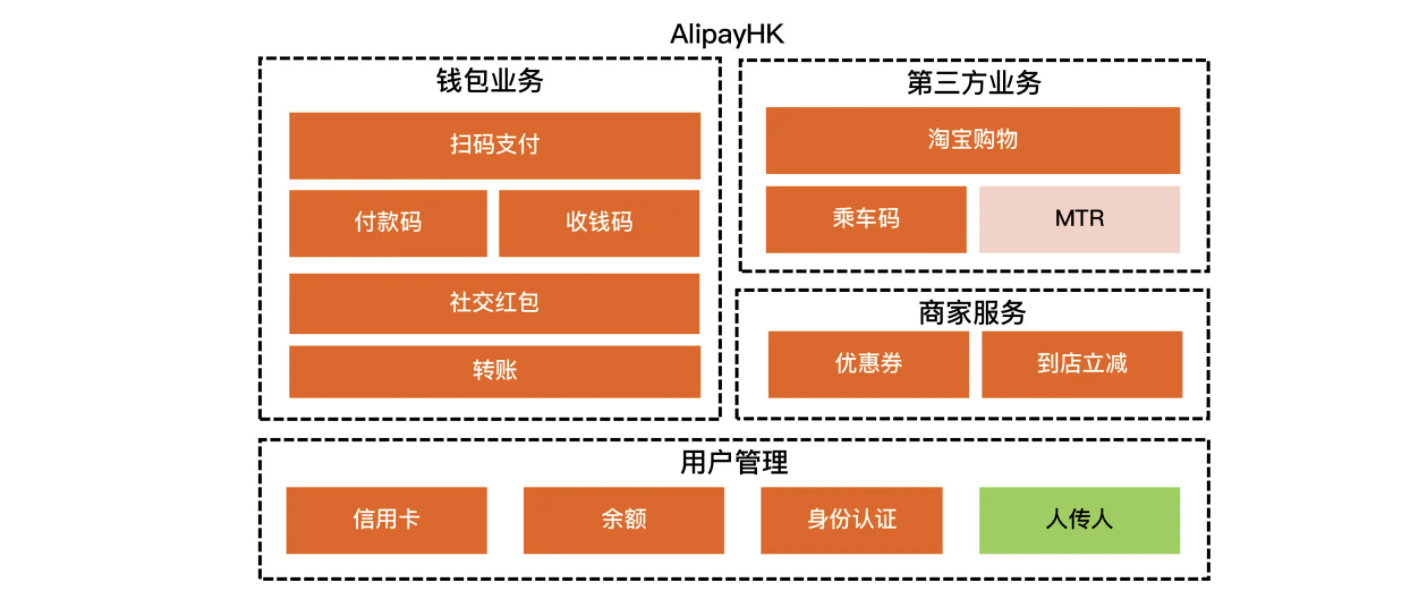 AlipayHK
钱包业务
扫码支付
付款码
收钱码
社交红包
转账
第三方业务
淘宝购物
乘车码
MTR
商家服务
优惠券
到店立减
用户管理
信用卡
余额
身份认证
人传人